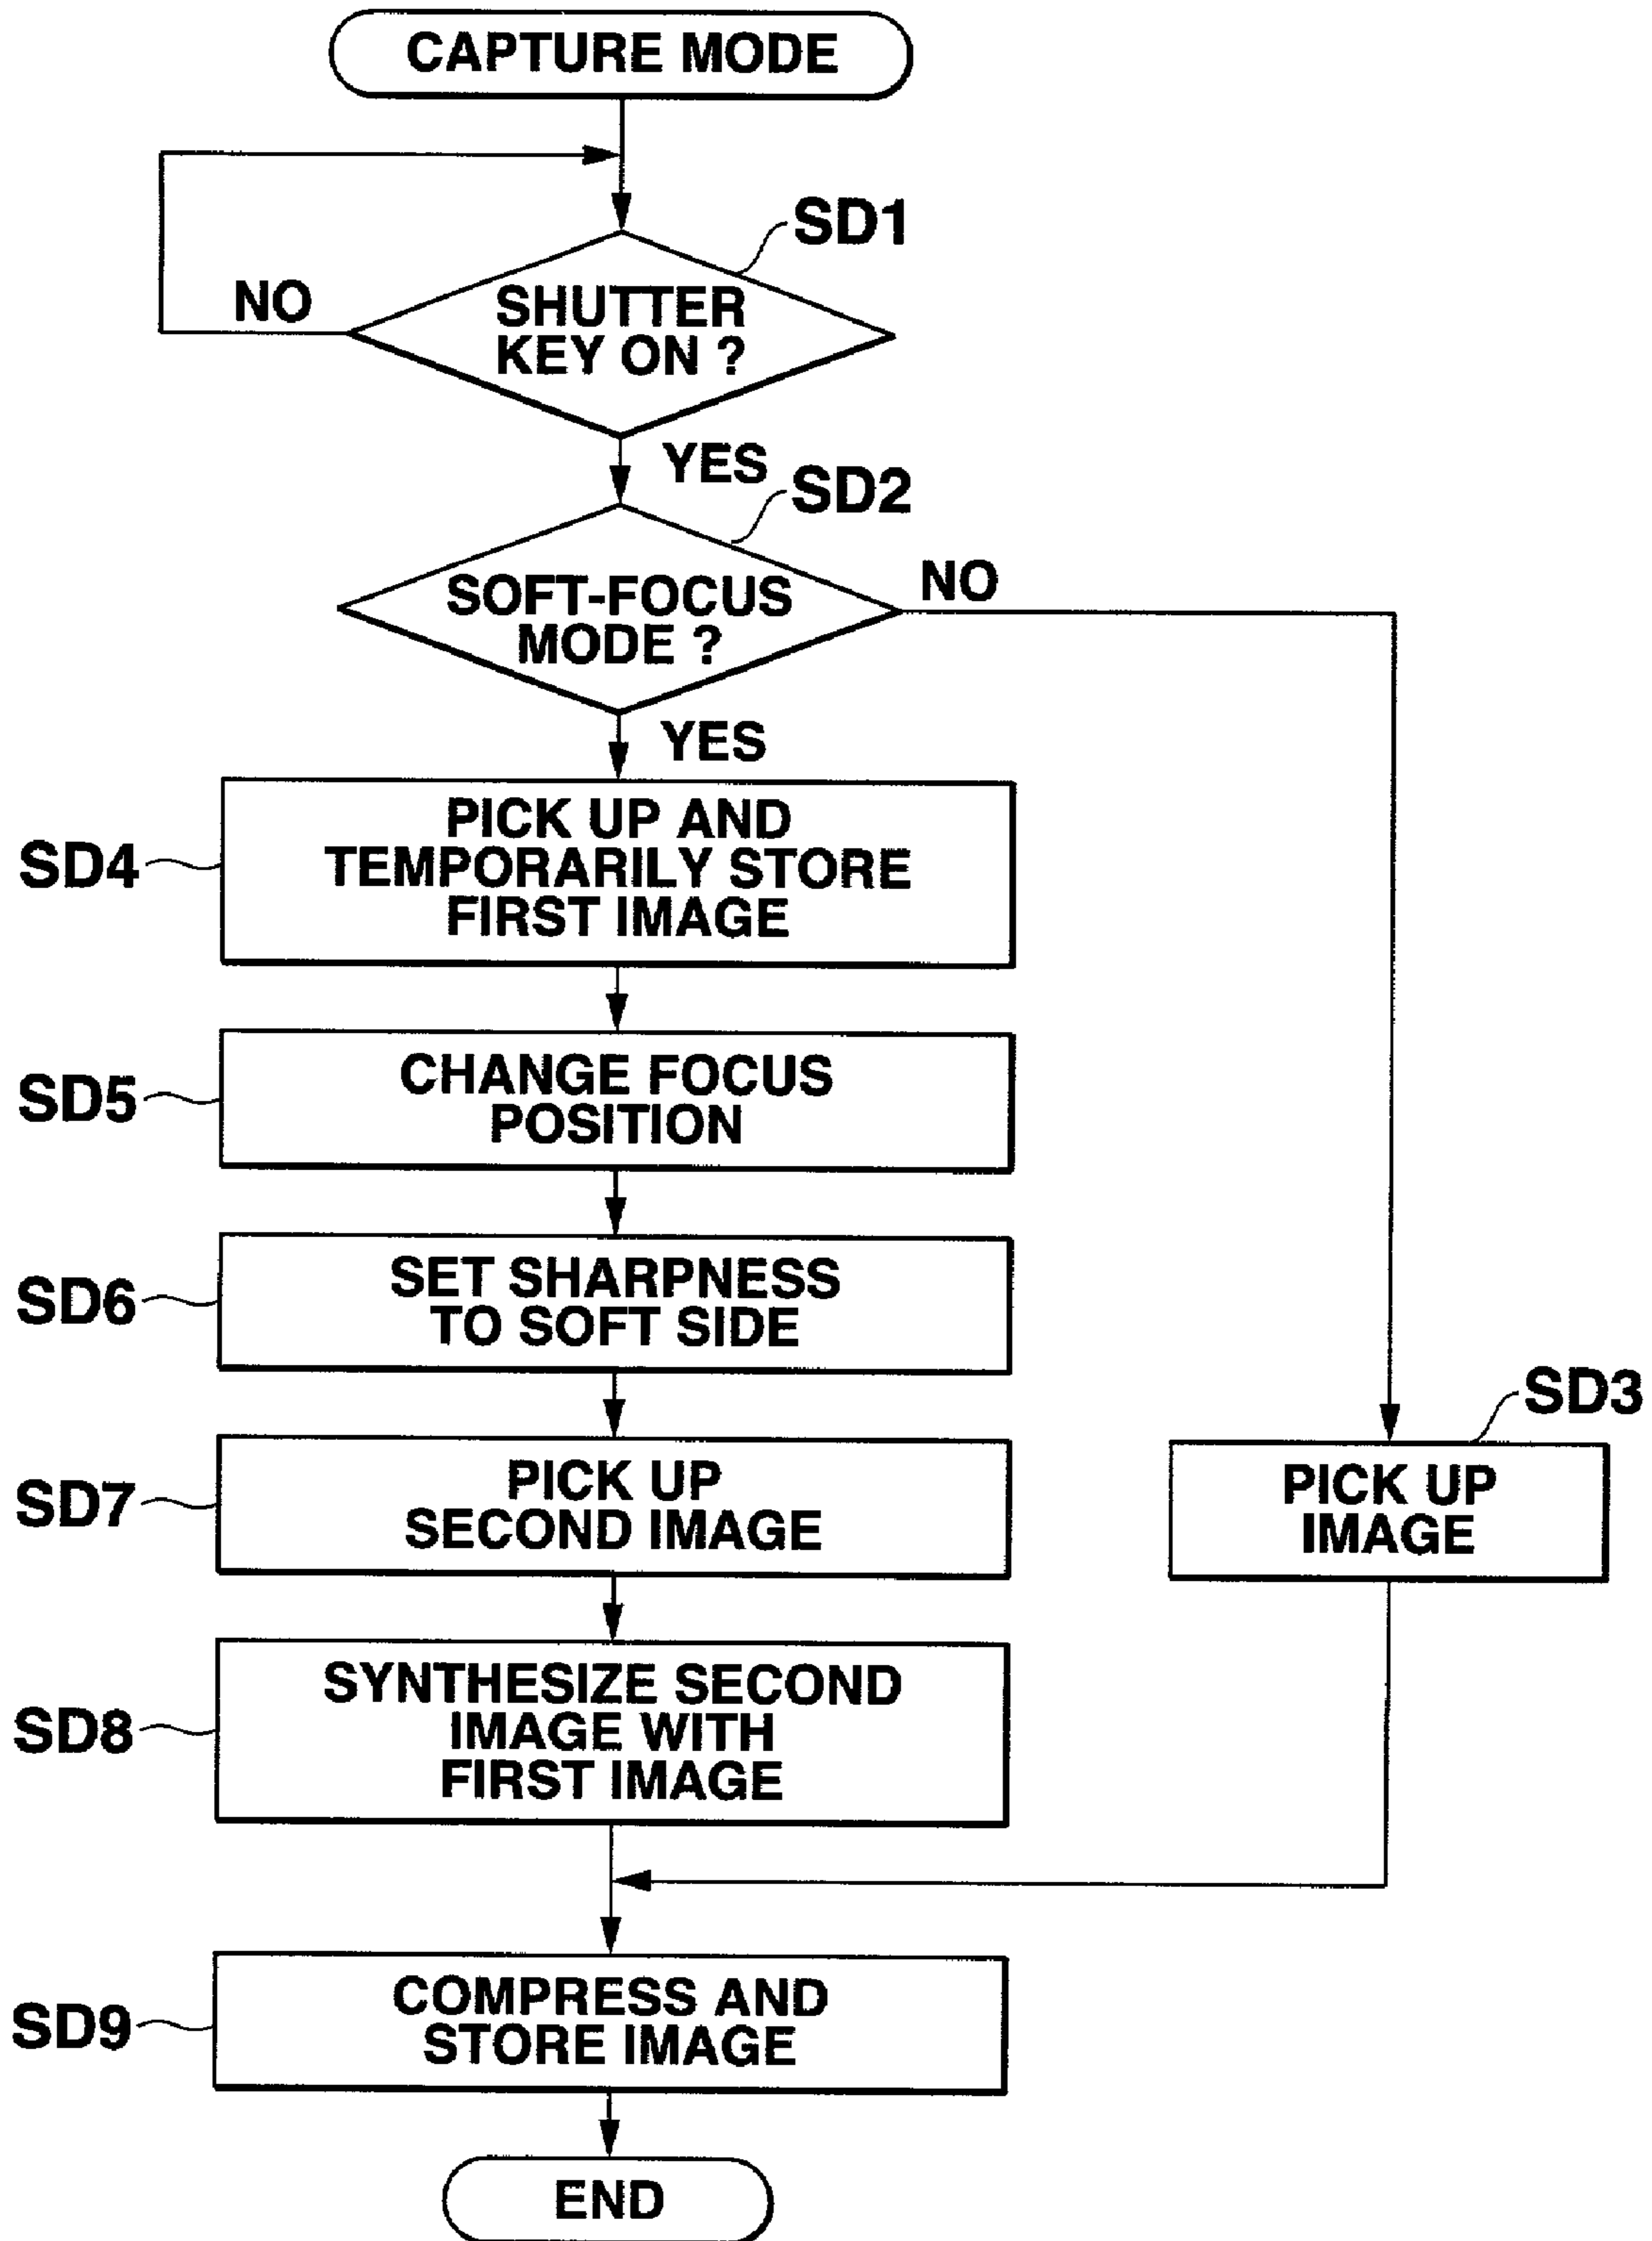 CAPTURE MODE
SD1
NO
SHUTTER
KEY ON ?
YES
SD2
NO
SOFT-FOCUS
MODE ?
YES
SD4
PICK UP AND
TEMPORARILY STORE
FIRST IMAGE
SD5
CHANGE FOCUS
POSITION
SD6
SET SHARPNESS
TO SOFT SIDE
SD3
SD7
PICK UP
SECOND IMAGE
PICK UP
IMAGE
SD8
SYNTHESIZE SECOND
IMAGE WITH
FIRST IMAGE
SD9
COMPRESS AND
STORE IMAGE
END